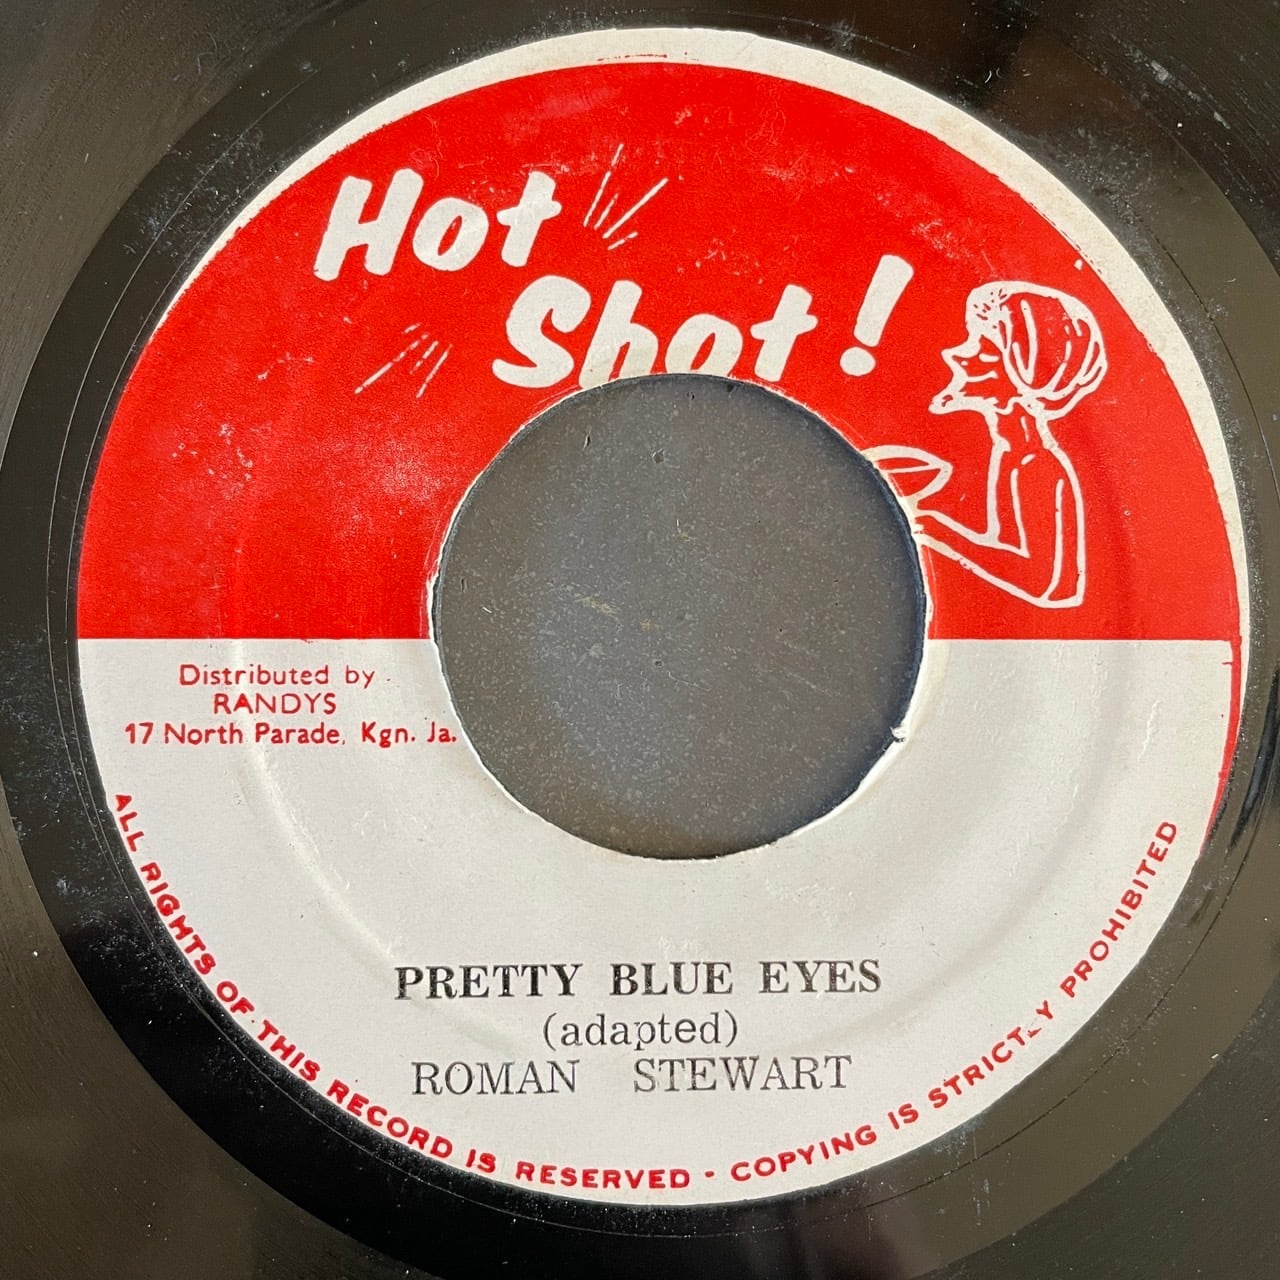 Hot
Shot!
Distributed by
RANDYS
17 North Parade, Kgn. Ja.
PRETTY BLUE EYES
(adapted)
ROMAN STEWART
ALL RIGHTS OF THIS RECORD IS RESERVED · COPYING IS STRICTLY PROHIBITED